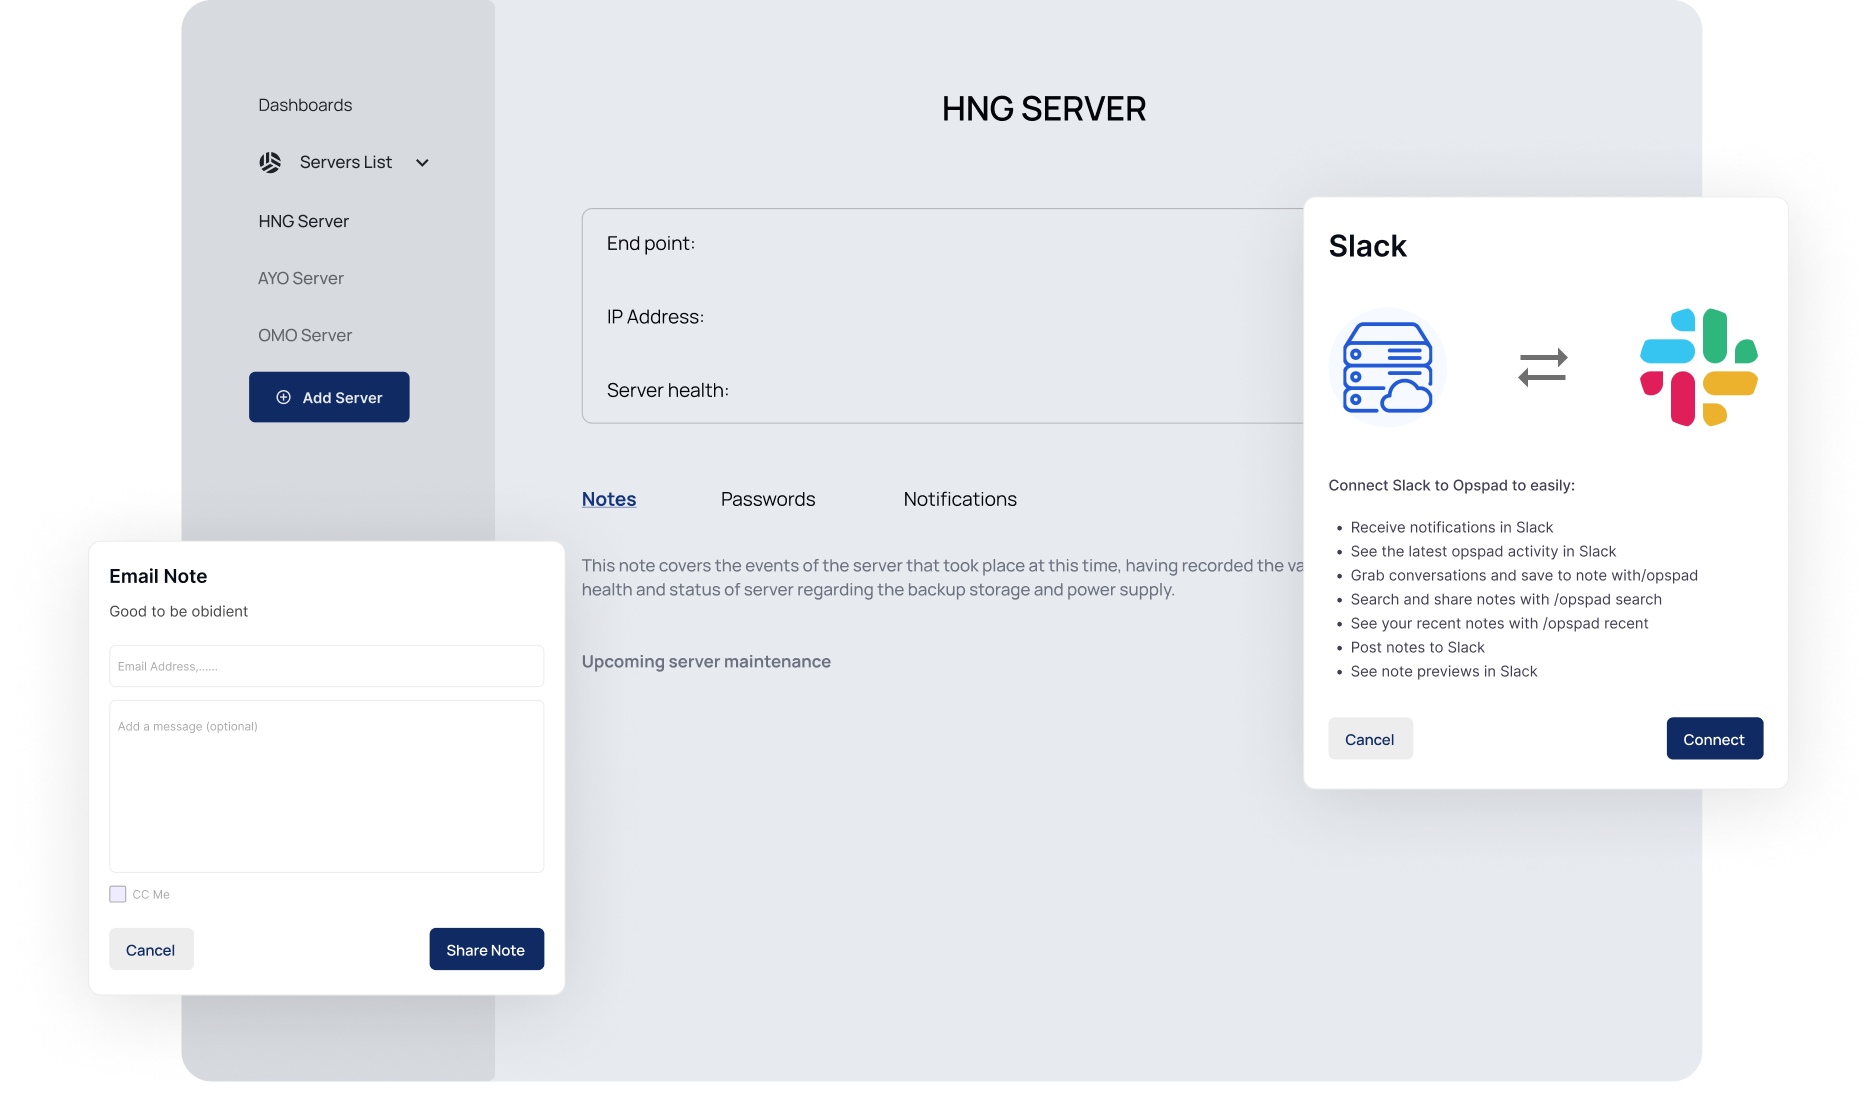 Dashboards
Servers List
HNG Server
AYO Server
OMO Server
Add Server
HNG SERVER
End point:
IP Address:
Server health:
Notes
Passwords
Notifications
This note covers the events of the server that took place at this time, having recorded the
health and status of server regarding the backup storage and power supply.
Upcoming server maintenance
Email Note
Good to be obidient
Email Address,......
Add a message (optional)
CC Me
Cancel
Share Note
Slack
Connect Slack to Opspad to easily:
• Receive notifications in Slack
• See the latest opspad activity in Slack
• Grab conversations and save to note with/opspad
• Search and share notes with /opspad search
• See your recent notes with /opspad recent
• Post notes to Slack
• See note previews in Slack
Cancel
Connect